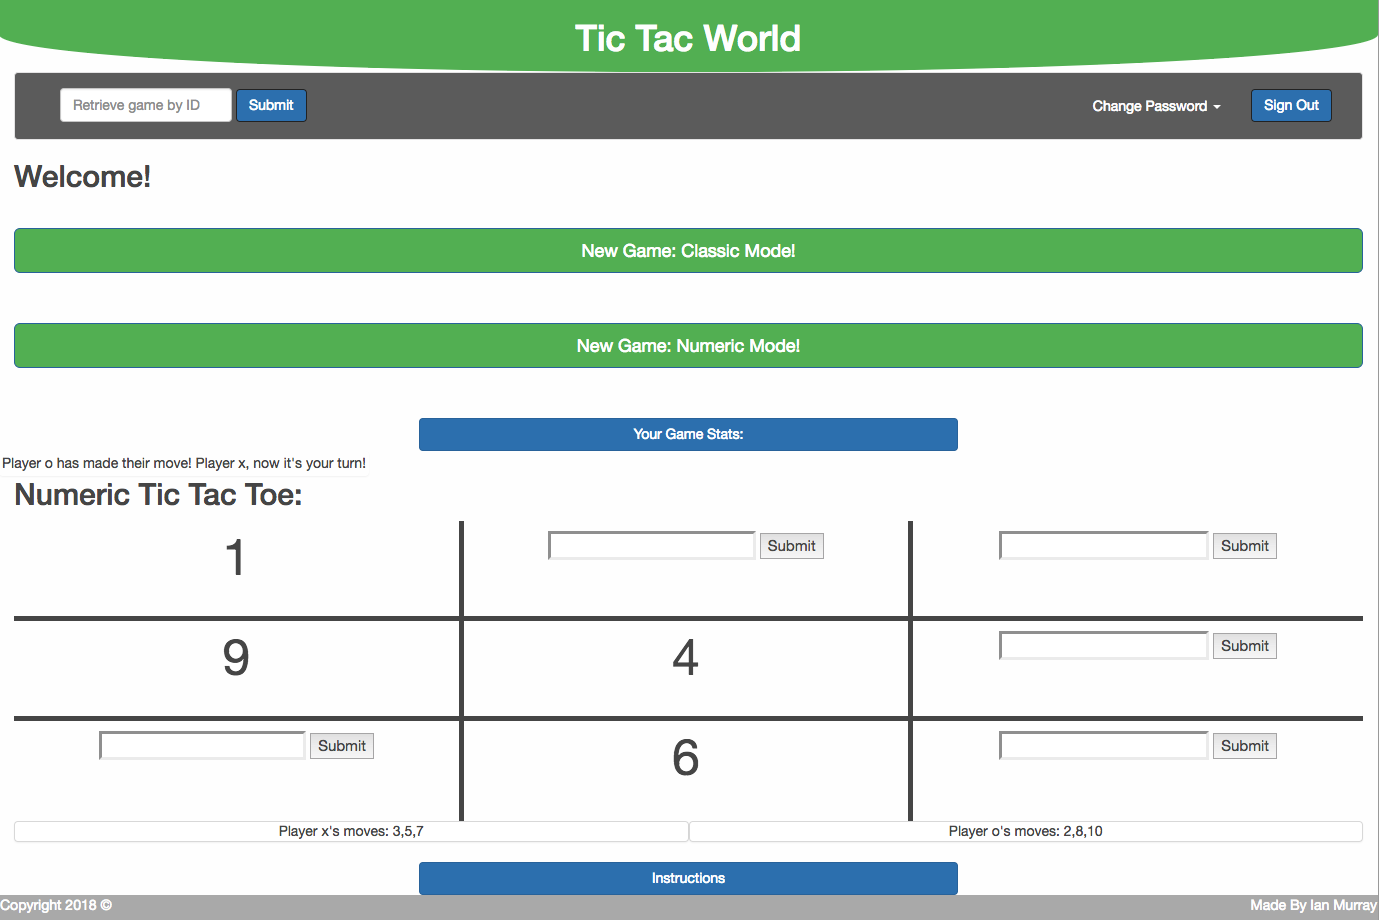 Tic Tac World
Retrieve game by ID Submit Change Password Sign Out
Welcome!
New Game: Classic Mode!
New Game: Numeric Mode!
Your Game Stats:
Player o has made their move! Player x, now it's your turn!
Numeric Tic Tac Toe:
1 Submit Submit
9 4 Submit
Submit 6 Submit
Player x's moves: 3,5,7 Player o's moves: 2,8,10
Instructions
Copyright 2018 © Made By Ian Murray